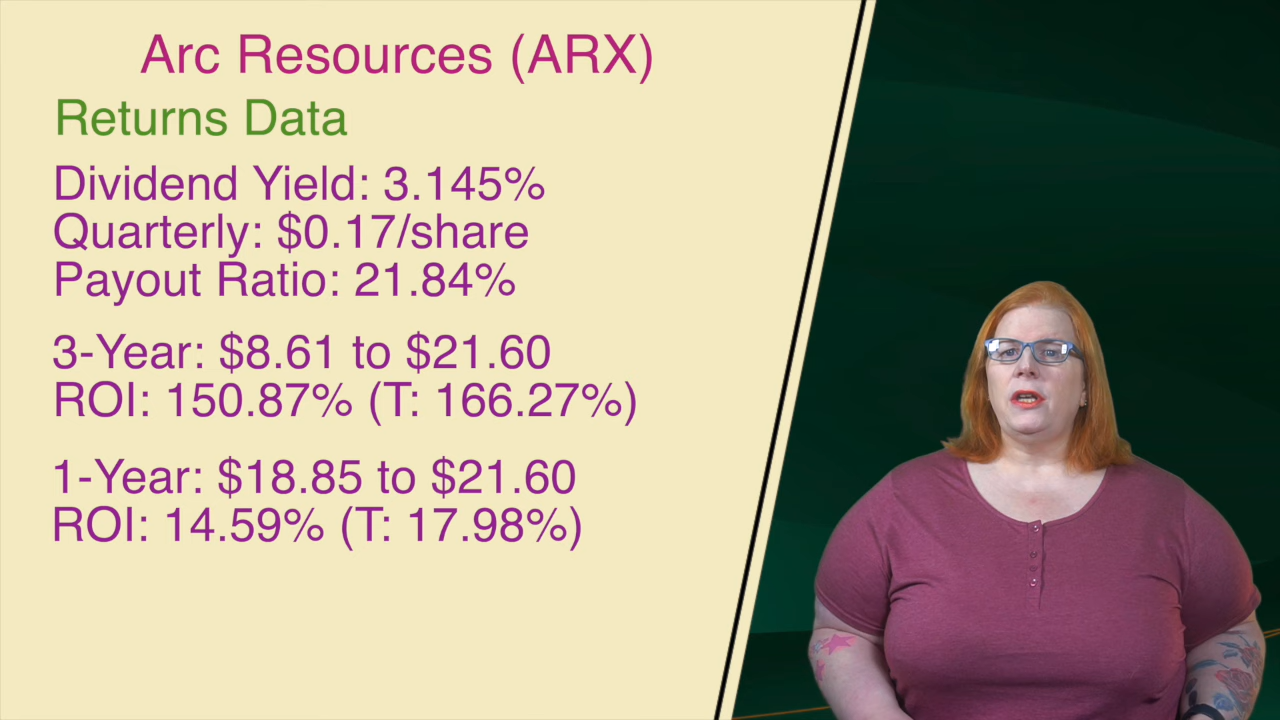 Arc Resources (ARX)
Returns Data
Dividend Yield: 3.145%
Quarterly: $0.17/share
Payout Ratio: 21.84%
3-Year: $8.61 to $21.60
ROI: 150.87% (T: 166.27%)
1-Year: $18.85 to $21.60
ROI: 14.59% (T: 17.98%)